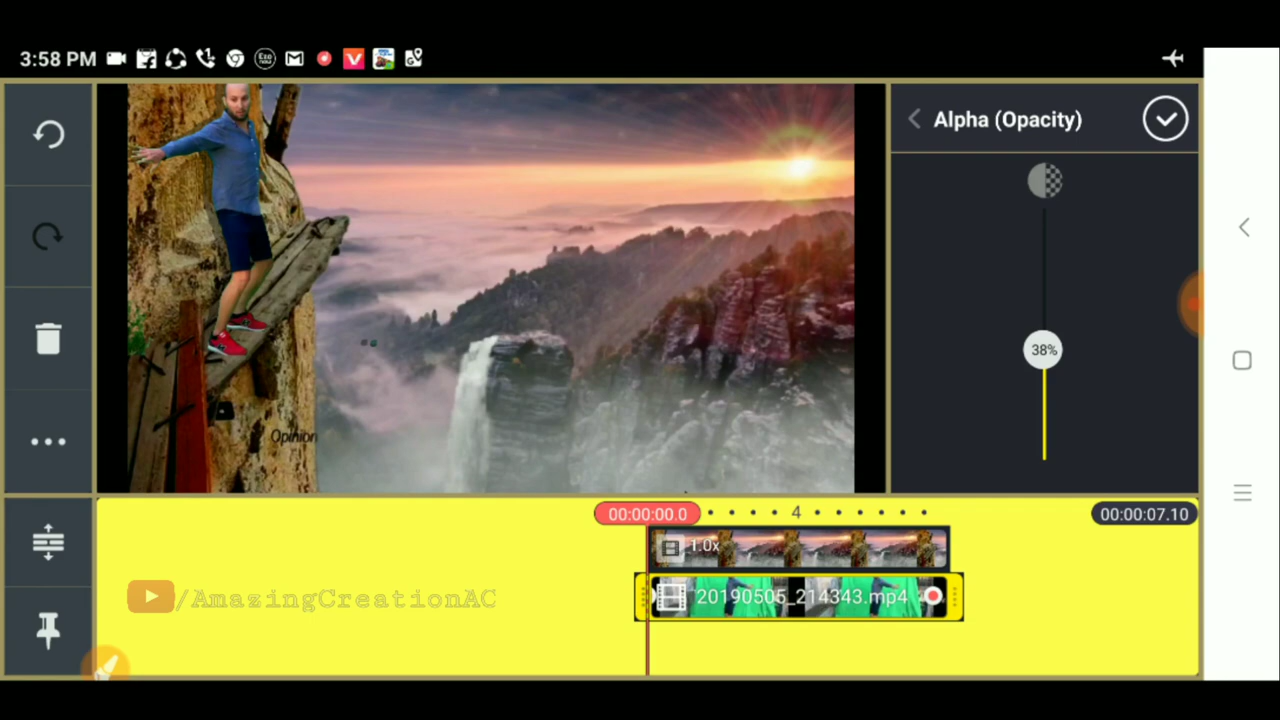 3:58 PM
Alpha (Opacity)
38%
Opinion
00:00:00.0
4
00:00:07.10
1.0x
20190505_214343.mp4
/AmazingCreationAC